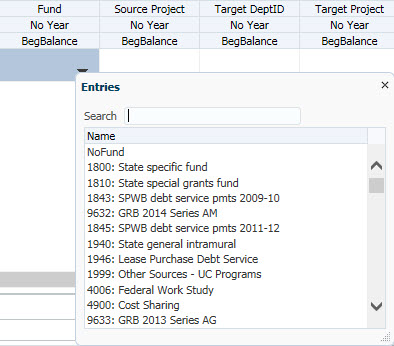 Fund Source Project Target DeptID Target Project
No Year No Year No Year No Year
BegBalance BegBalance BegBalance BegBalance
Entries
Search
Name
NoFund
1800: State specific fund
1810: State special grants fund
1843: SPWB debt service pmts 2009-10
9632: GRB 2014 Series AM
1845: SPWB debt service pmts 2011-12
1940: State general intramural
1946: Lease Purchase Debt Service
1999: Other Sources - UC Programs
4006: Federal Work Study
4900: Cost Sharing
9633: GRB 2013 Series AG